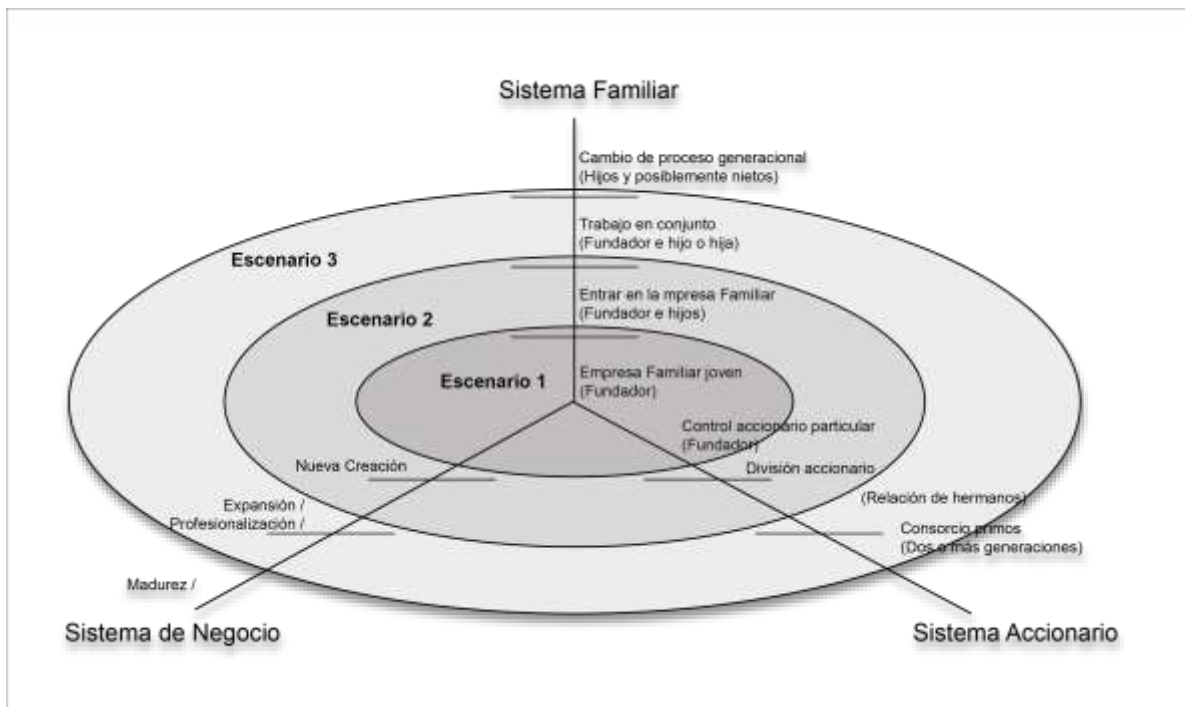 Sistema Familiar
Cambio de proceso generacional
(Hijos y posiblemente nietos)
Trabajo en conjunto
(Fundador e hijo o hija)
Escenario 3
Entrar en la mpresa Familiar
(Fundador e hijos)
Escenario 2
Empresa Familiar joven
(Fundador)
Escenario 1
Control accionario particular
(Fundador)
Nueva Creación
División accionario
(Relación de hermanos)
Expansión /
Profesionalización /
Consorcio primos
(Dos o más generaciones)
Madurez /
Sistema de Negocio
Sistema Accionario